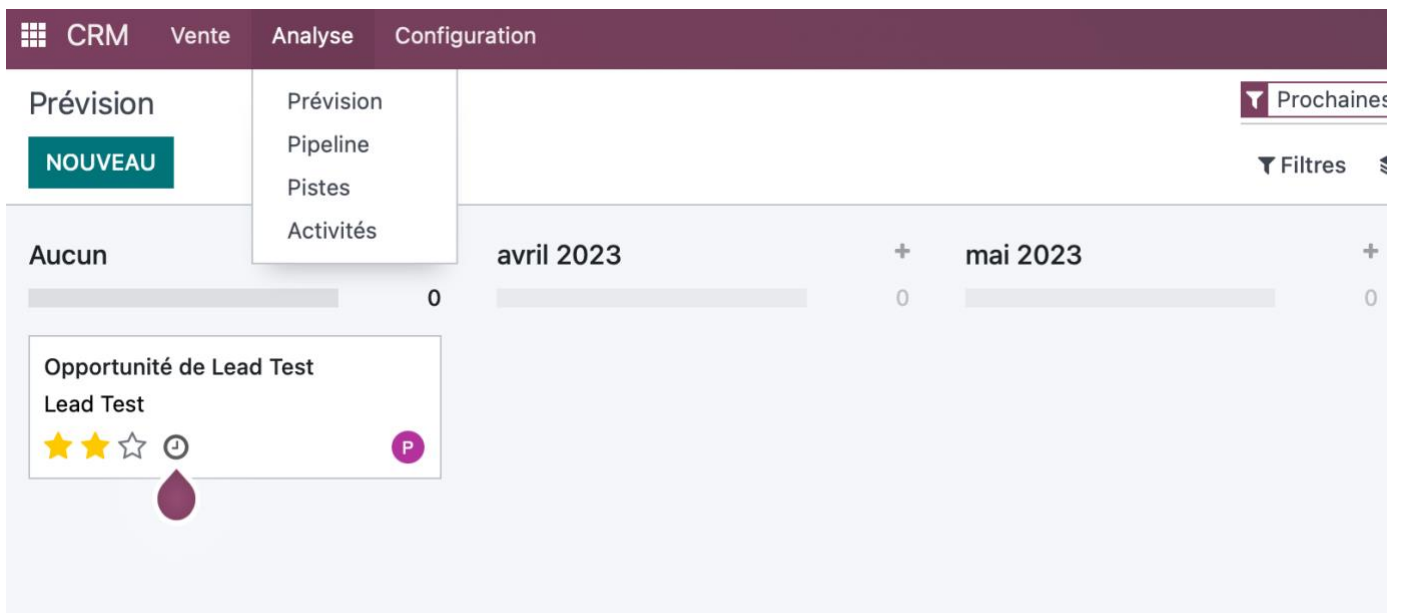 CRM Vente Analyse Configuration
Prévision
NOUVEAU
Prévision
Pipeline
Pistes
Activités
Prochaines
Filtres
Aucun
0
avril 2023 +
0
mai 2023 +
0
Opportunité de Lead Test
Lead Test
P